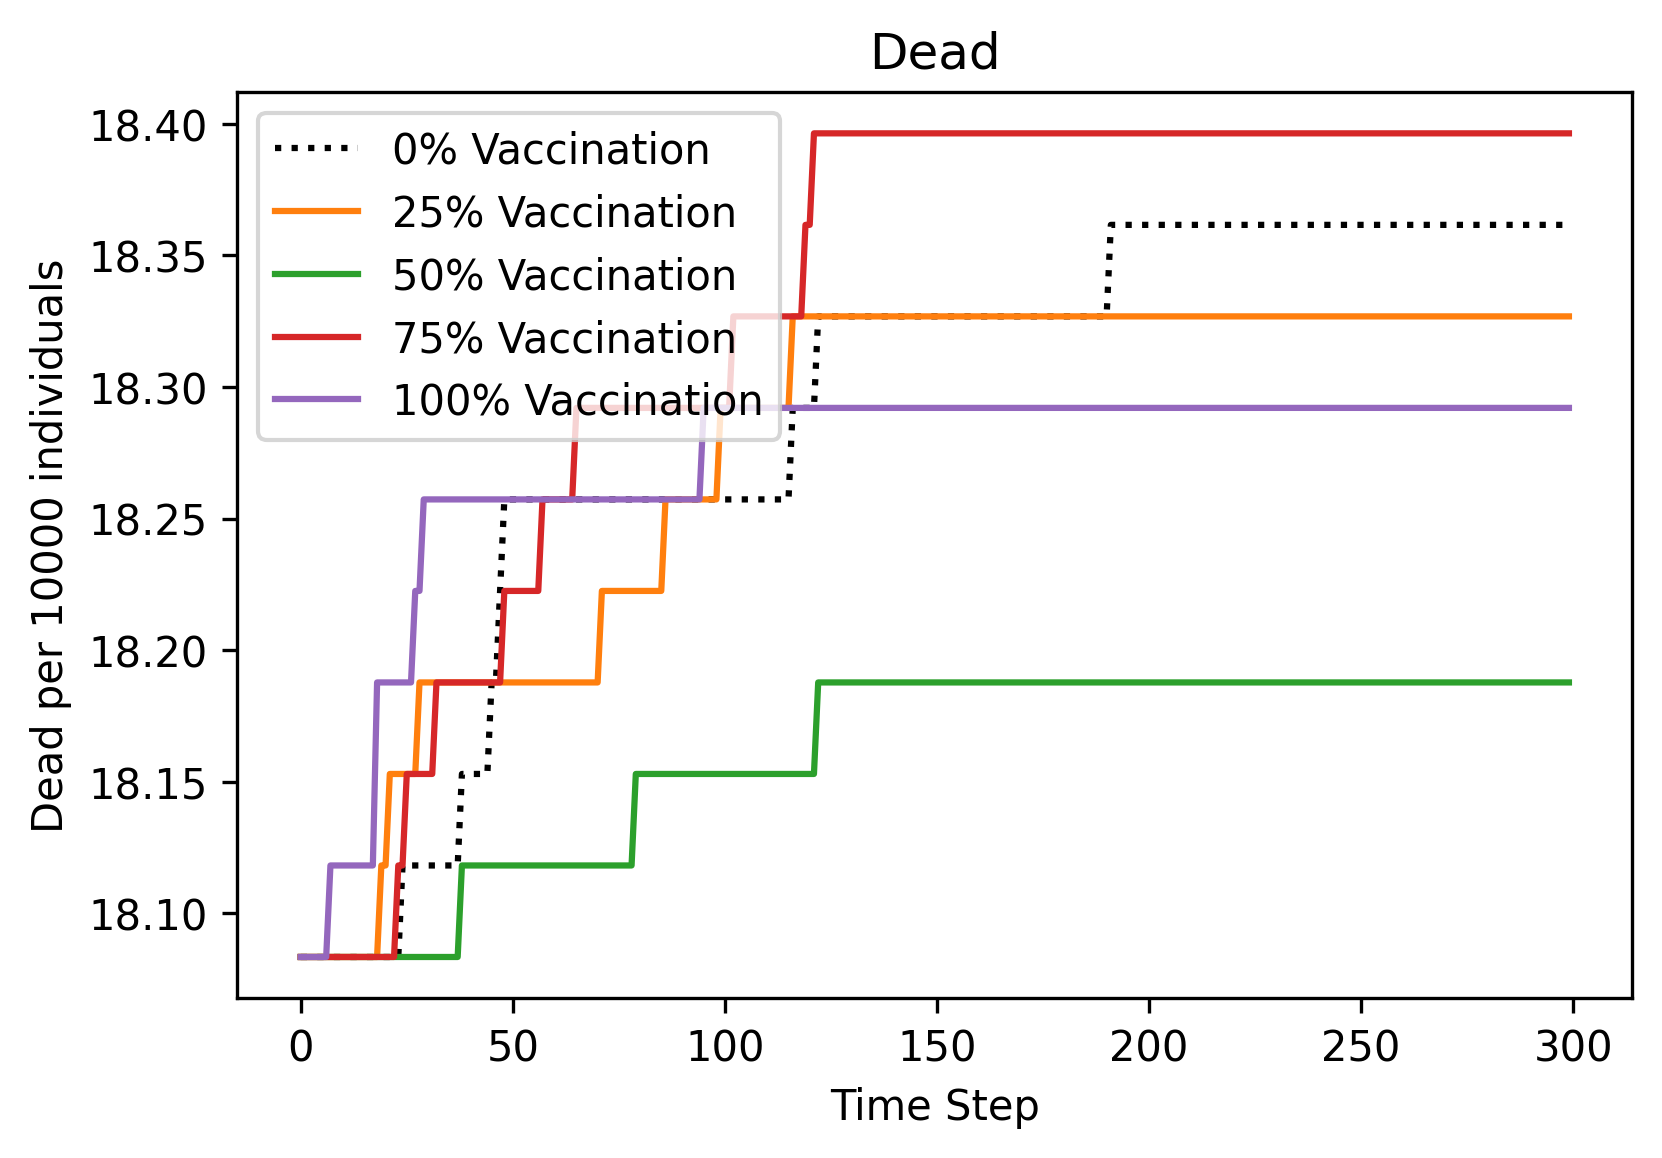 Dead
18.40
18.35
18.30
18.25
18.20
18.15
18.10
Dead per 10000 individuals
0% Vaccination
25% Vaccination
50% Vaccination
75% Vaccination
100% Vaccination
0 50 100 150 200 250 300
Time Step